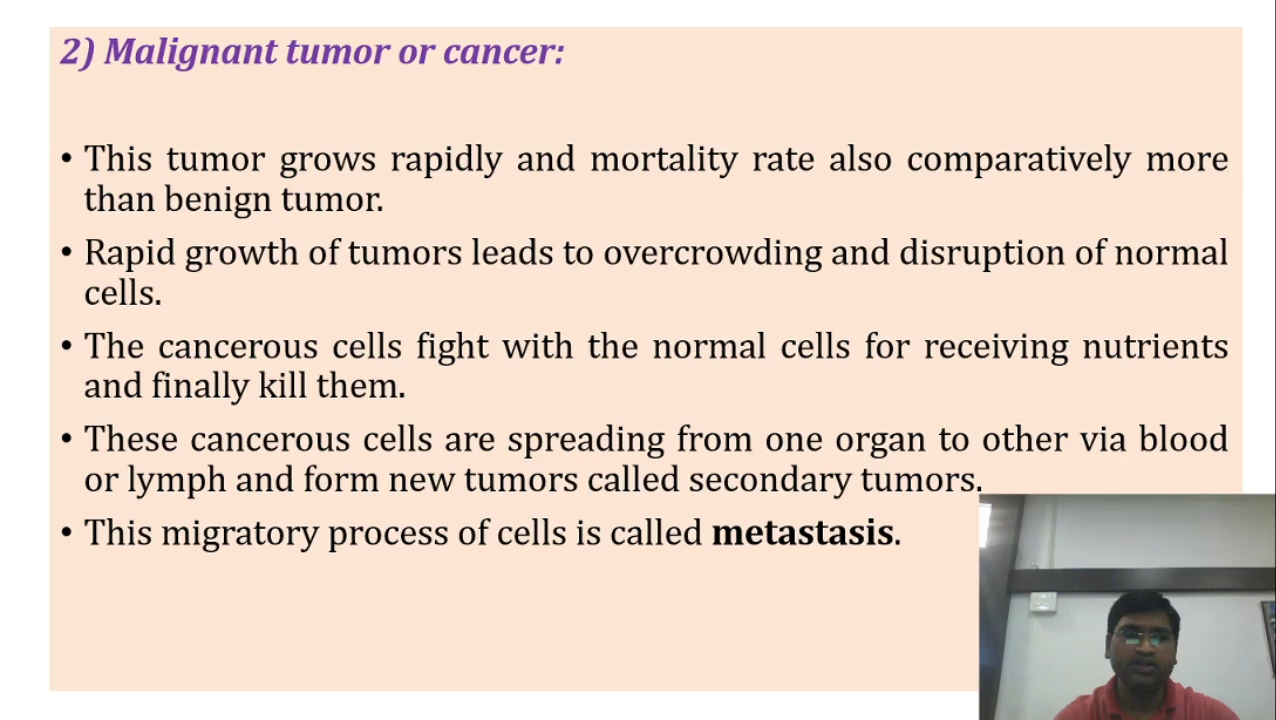 2) Malignant tumor or cancer:
• This tumor grows rapidly and mortality rate also comparatively more
than benign tumor.
• Rapid growth of tumors leads to overcrowding and disruption of normal
cells.
• The cancerous cells fight with the normal cells for receiving nutrients
and finally kill them.
• These cancerous cells are spreading from one organ to other via blood
or lymph and form new tumors called secondary tumors.
• This migratory process of cells is called metastasis.